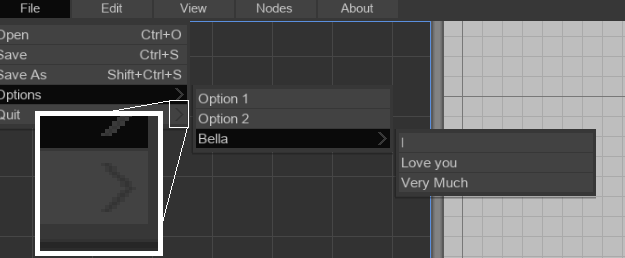 File Edit View Nodes About
Open Ctrl+O
Save Ctrl+S
Save As Shift+Ctrl+S
Options
Quit
Option 1
Option 2
Bella
I
Love you
Very Much